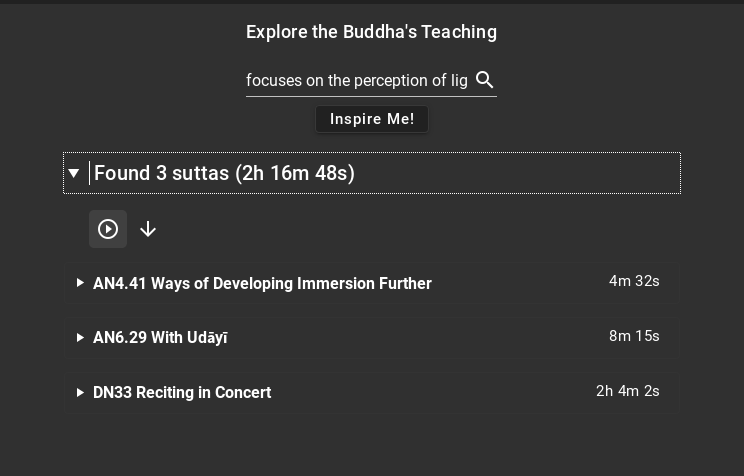 Explore the Buddha's Teaching
focuses on the perception of lig
Inspire Me!
Found 3 suttas (2h 16m 48s)
AN4.41 Ways of Developing Immersion Further 4m 32s
AN6.29 With Udāyī 8m 15s
DN33 Reciting in Concert 2h 4m 2s